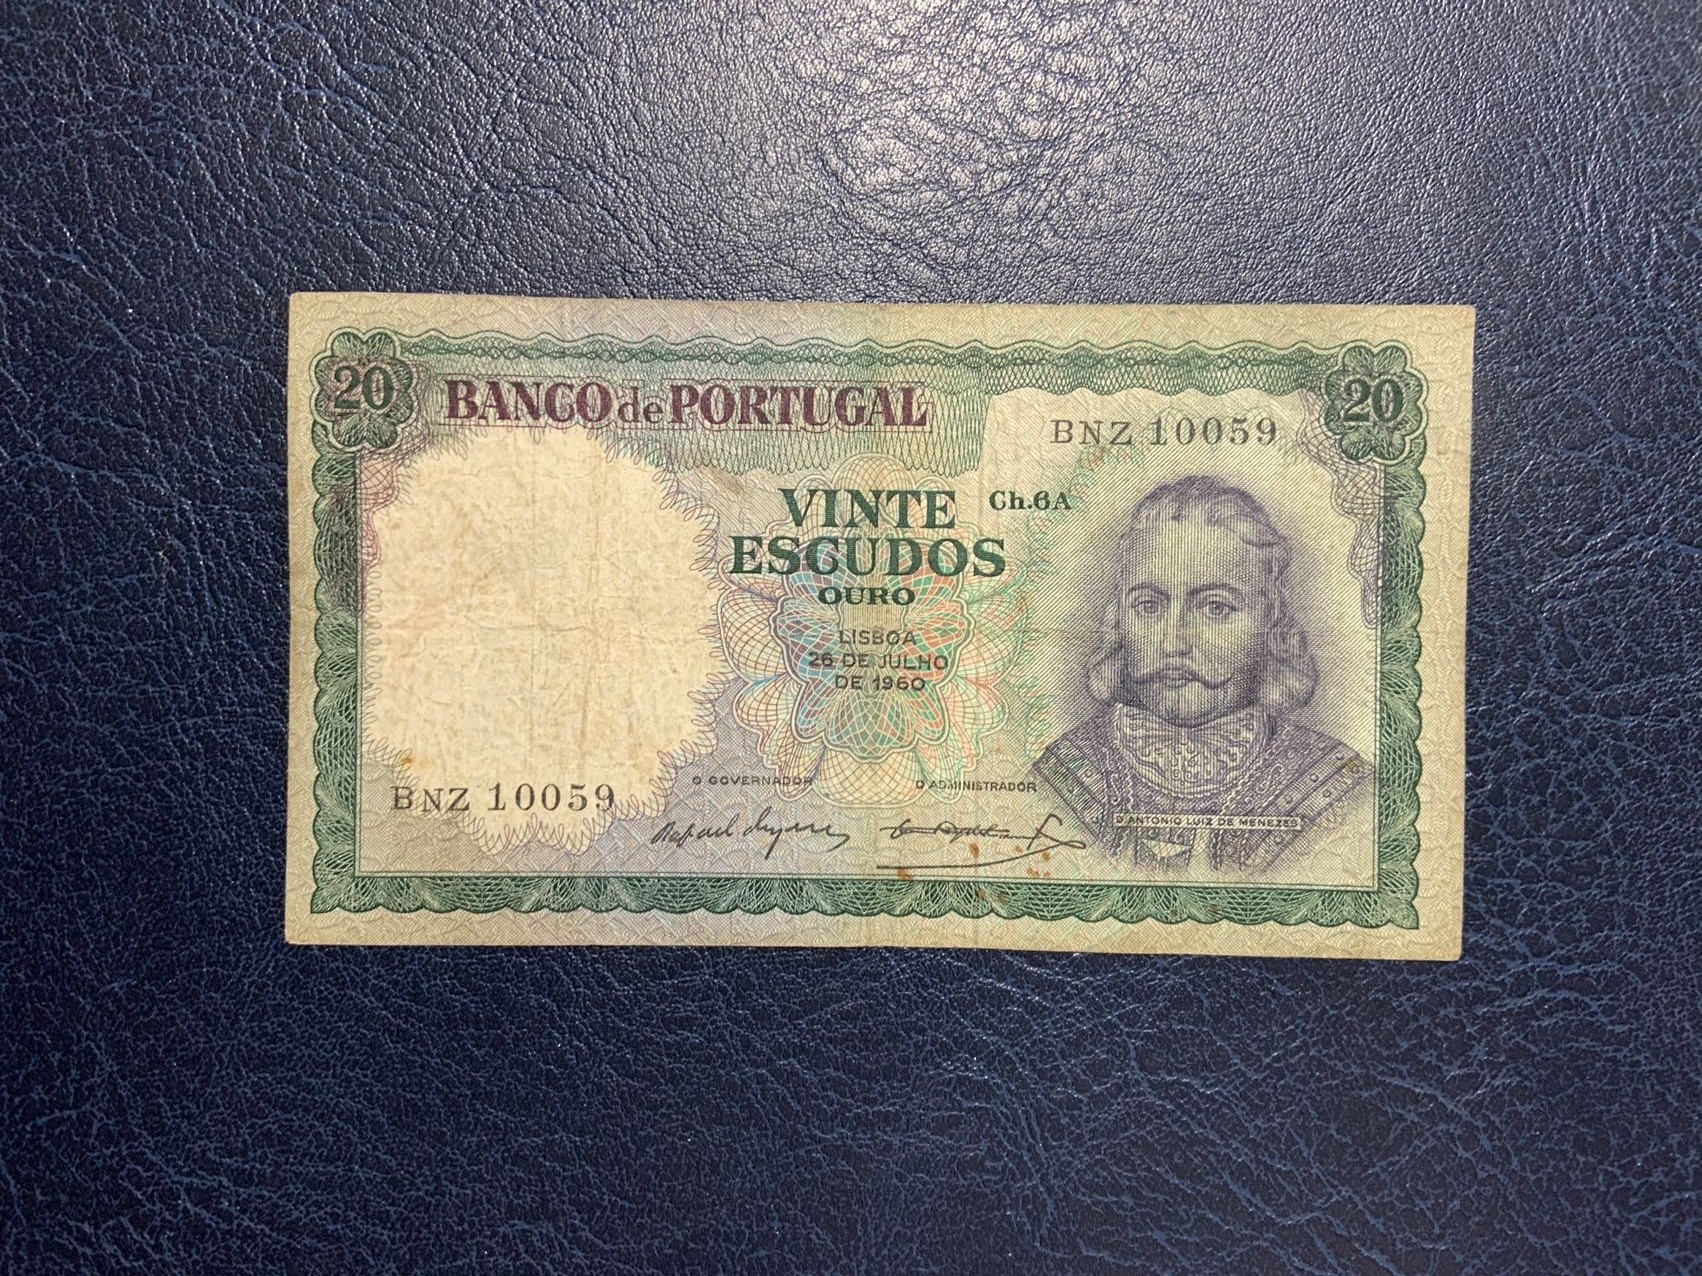 20
BANCO de PORTUGAL
20
BNZ 10059
VINTE Ch.6A
ESCUDOS
OURO
LISBOA
26 DE JULHO
DE 1960
O GOVERNADOR
O ADMINISTRADOR
BNZ 10059
D. ANTONIO LUIZ DE MENEZES